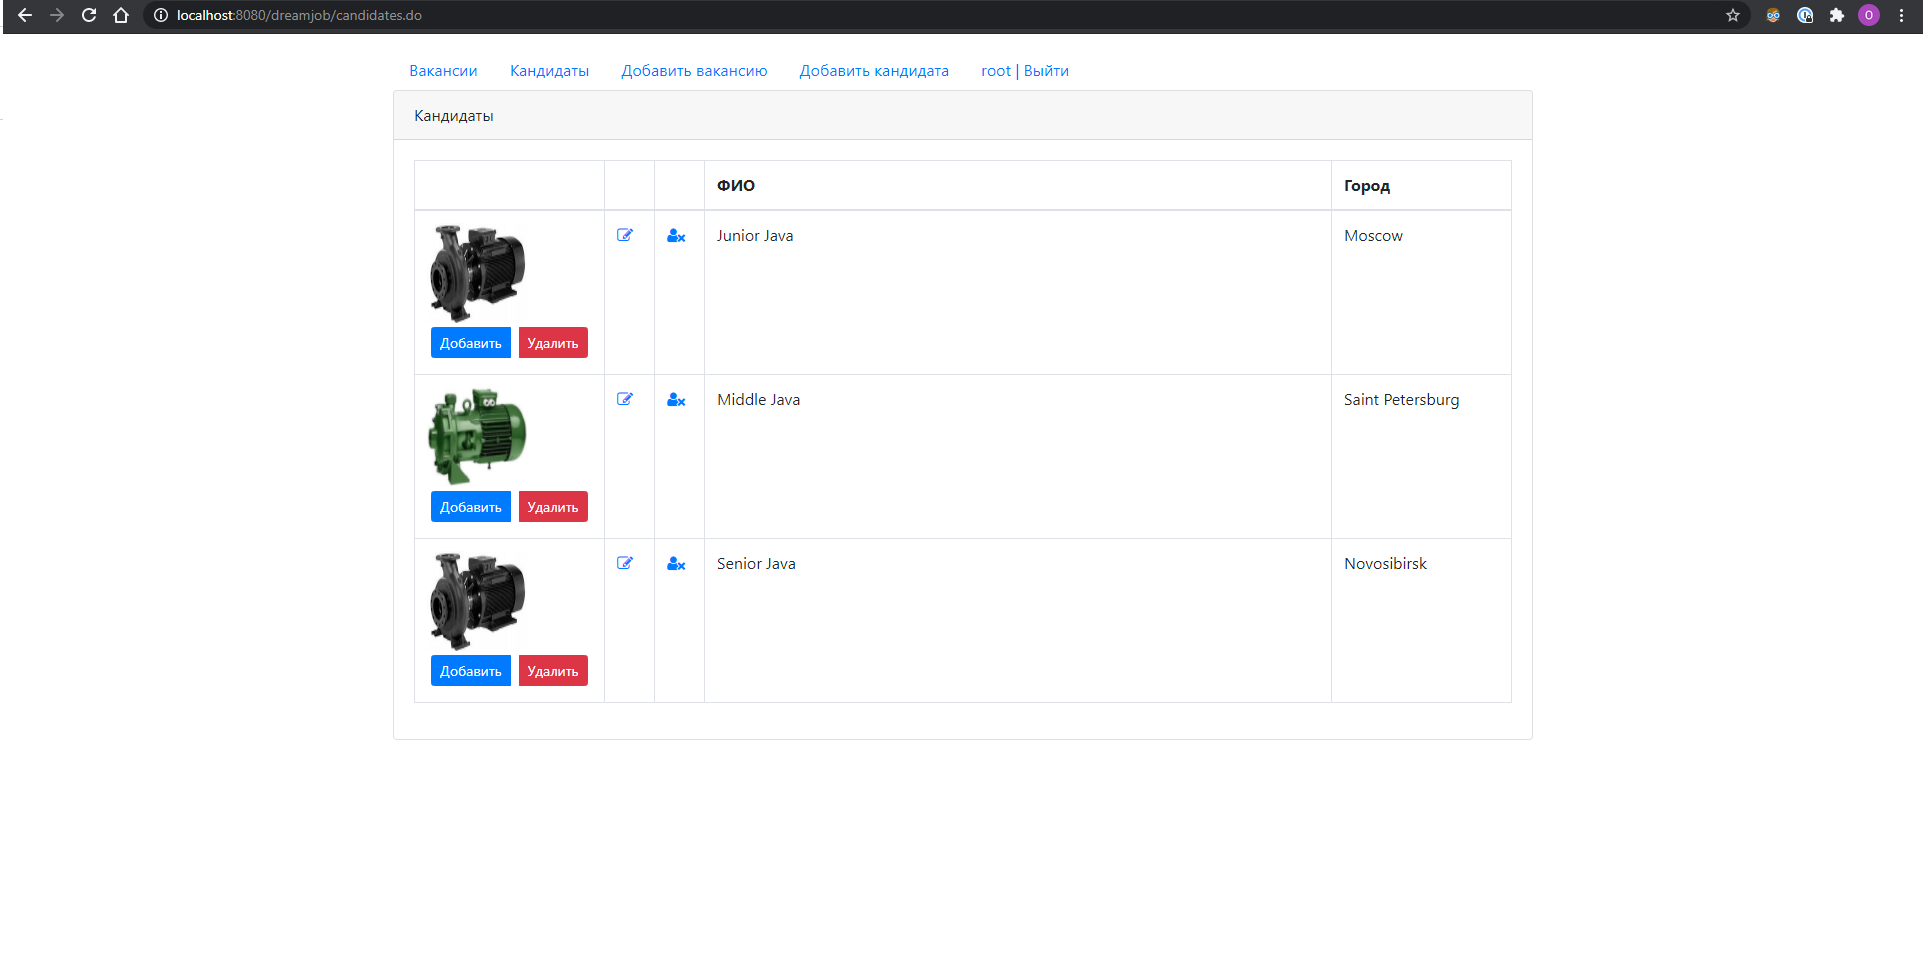 localhost:8080/dreamjob/candidates.do
O
Вакансии Кандидаты Добавить вакансию Добавить кандидата root | Выйти
Кандидаты
ФИО Город
Junior Java Moscow
Добавить Удалить
Middle Java Saint Petersburg
Добавить Удалить
Senior Java Novosibirsk
Добавить Удалить